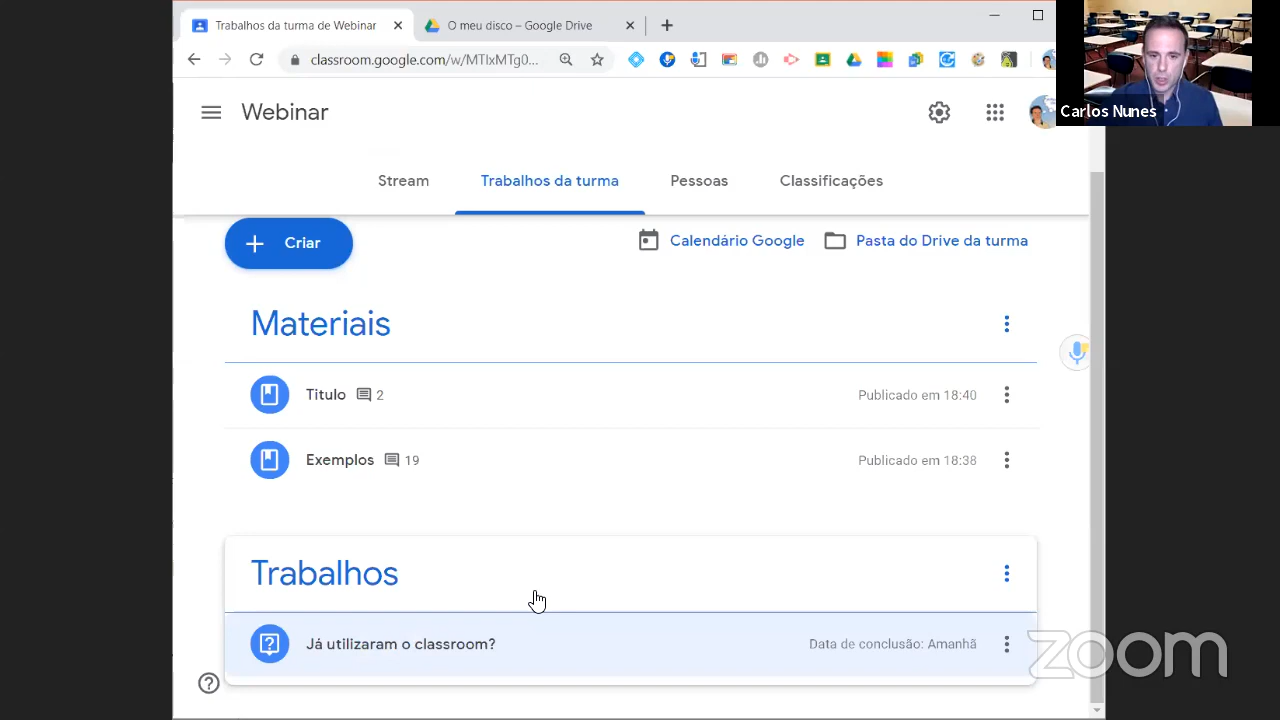 Trabalhos da turma de Webinar
O meu disco – Google Drive
classroom.google.com/w/MTIxMTg0...
Carlos Nunes
Webinar
Stream
Trabalhos da turma
Pessoas
Classificações
Criar
Calendário Google
Pasta do Drive da turma
Materiais
Titulo 2
Publicado em 18:40
Exemplos 19
Publicado em 18:38
Trabalhos
Já utilizaram o classroom?
Data de conclusão: Amanhã
zoom